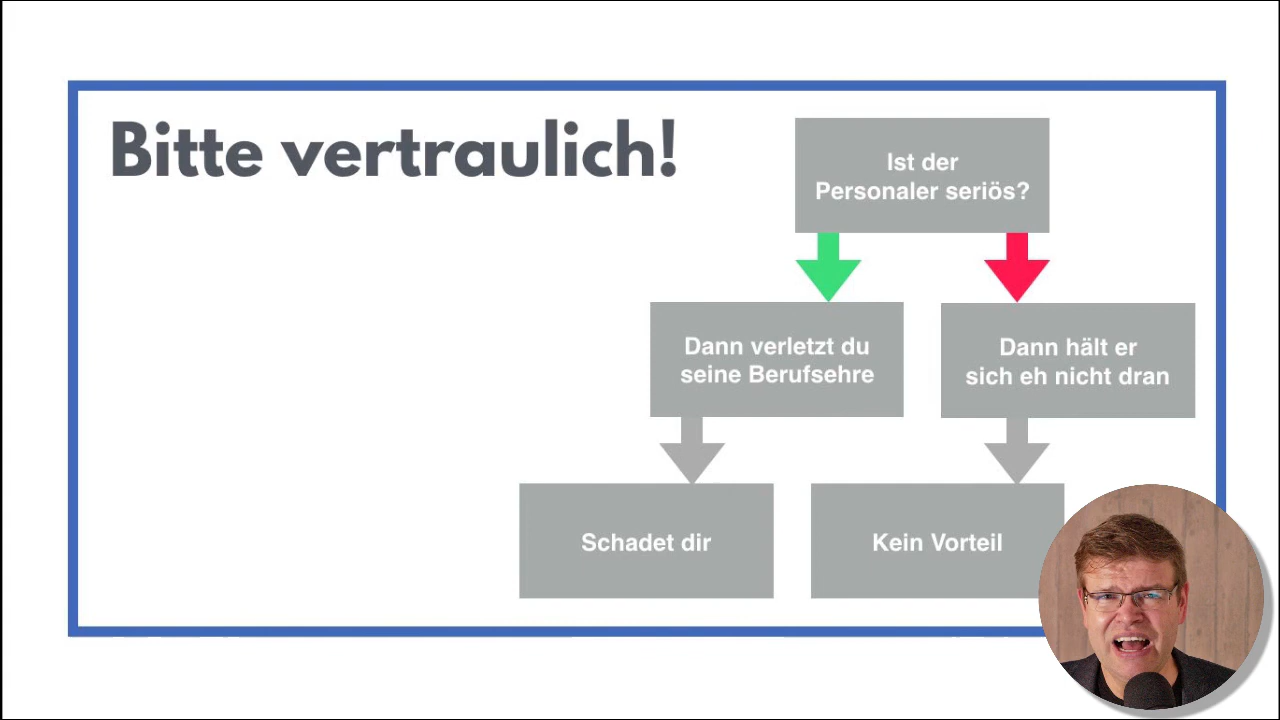 Bitte vertraulich!
Ist der
Personaler seriös?
Dann verletzt du
seine Berufsehre
Dann hält er
sich eh nicht dran
Schadet dir
Kein Vorteil